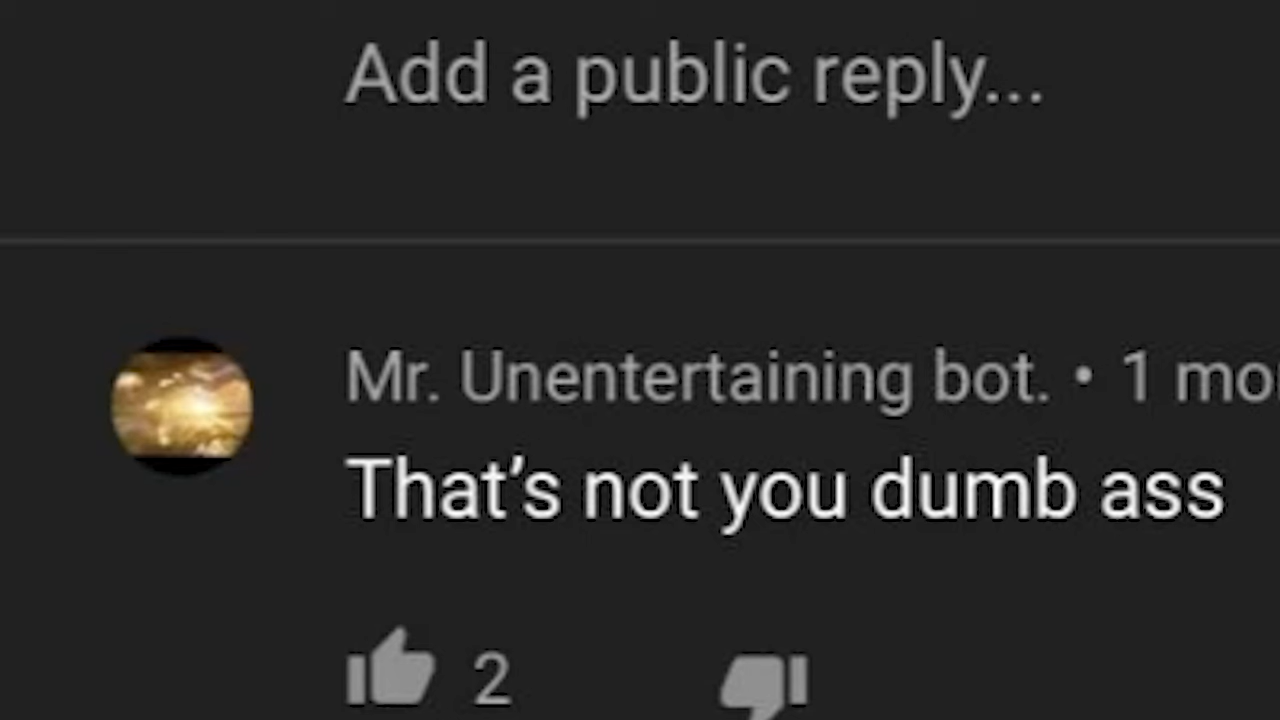 Add a public reply...
Mr. Unentertaining bot. • 1 mo
That’s not you dumb ass
2